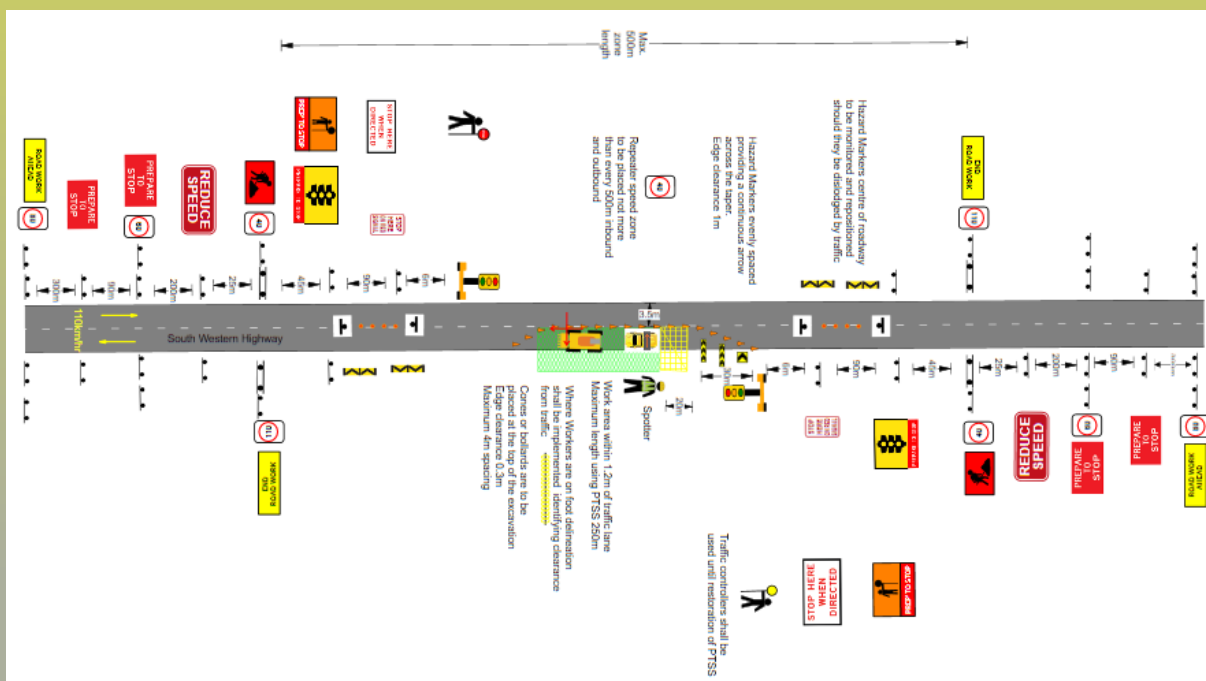 Max.
500m
zone
length
PREP TO STOP
STOP HERE
WHEN
DIRECTED
Hazard Markers centre of roadway
to be monitored and repositioned
should they be dislodged by traffic
Hazard Markers evenly spaced
providing a continuous arrow
across the taper.
Edge clearance 1m
Repeater speed zone
to be placed not more
than every 500m inbound
and outbound
40
END
ROAD WORK
110
ROAD WORK
AHEAD
80
PREPARE
TO
STOP
PREPARE
TO
STOP
60
REDUCE
SPEED
40
STOP
HERE
300m
90m
200m
25m
45m
90m
6m
110km/hr
South Western Highway
3.5m
30m
6m
90m
45m
25m
200m
90m
20m
Spotter
Work area within 1.2m of traffic lane
Maximum length using PTSS 250m
Where Workers are on foot delineation
shall be implemented identifying clearance
from traffic
Cones or bollards are to be
placed at the top of the excavation
Edge clearance 0.3m
Maximum 4m spacing
110
END
ROAD WORK
40
REDUCE
SPEED
60
PREPARE
TO
STOP
PREPARE
TO
STOP
80
ROAD WORK
AHEAD
Traffic controllers shall be
used until restoration of PTSS
STOP HERE
WHEN
DIRECTED
PREP TO STOP